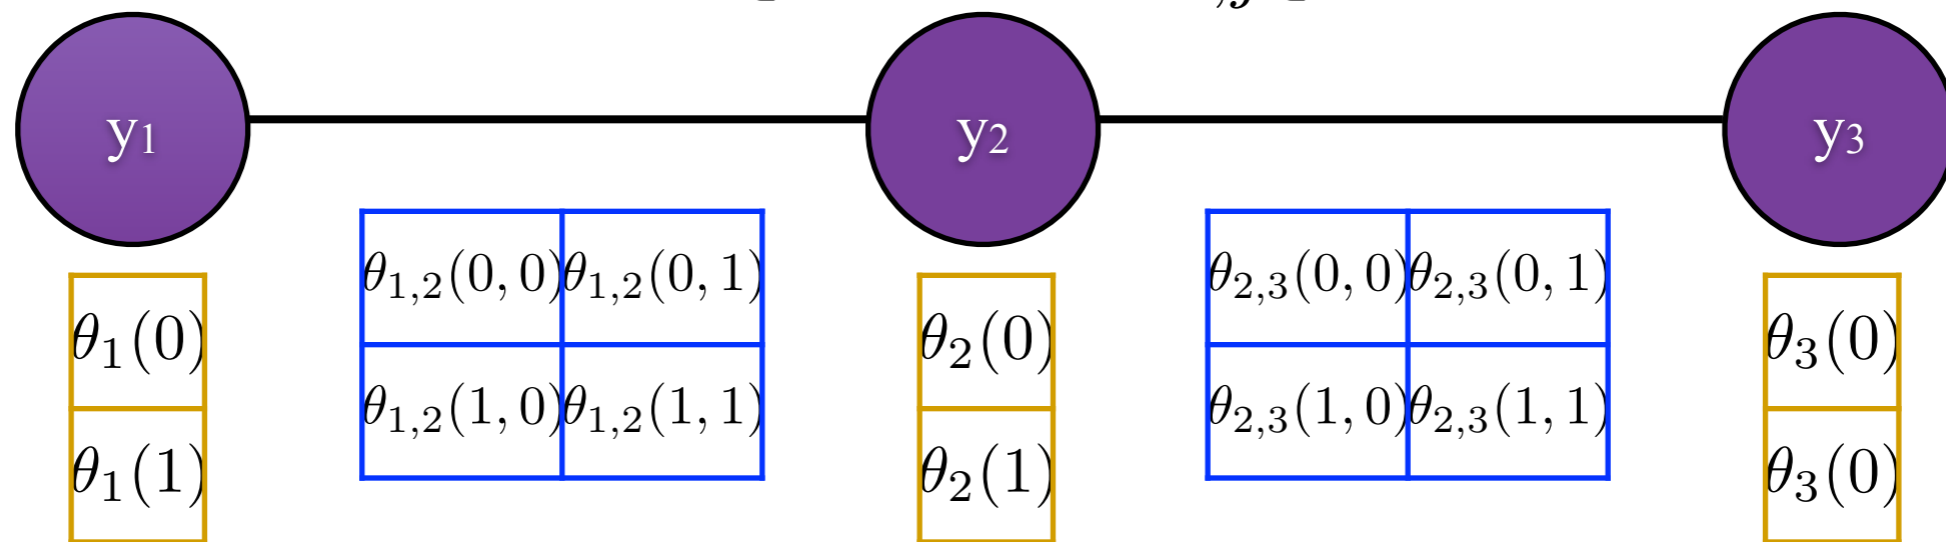 y₁ y₂ y₃
θ₁,₂(0, 0) θ₁,₂(0, 1) θ₂,₃(0, 0) θ₂,₃(0, 1)
θ₁(0) θ₂(0) θ₃(0)
θ₁,₂(1, 0) θ₁,₂(1, 1) θ₂,₃(1, 0) θ₂,₃(1, 1)
θ₁(1) θ₂(1) θ₃(0)